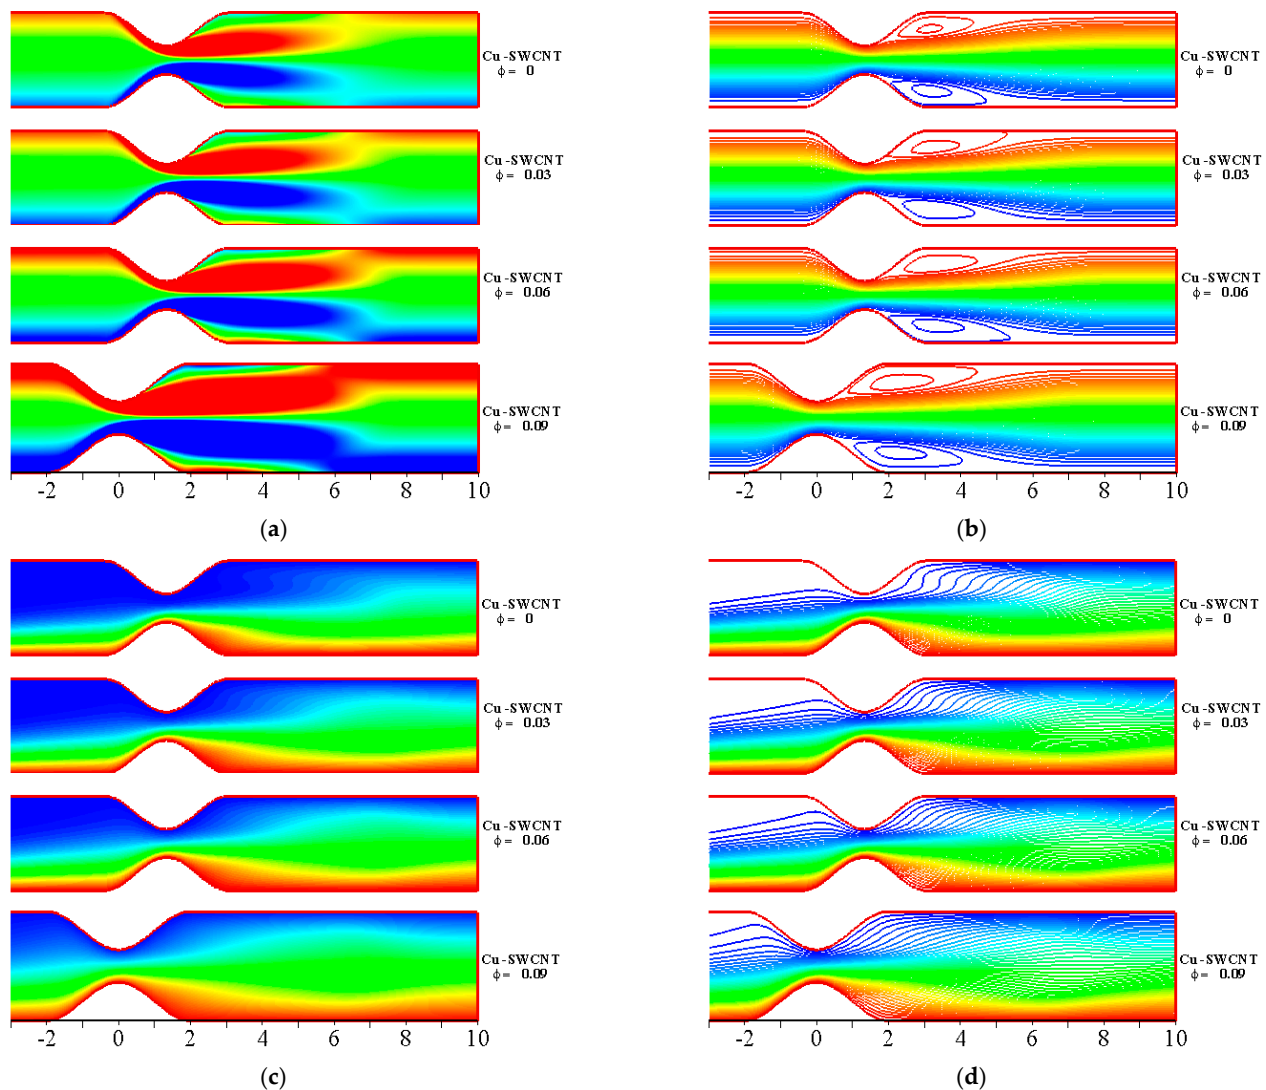 Cu-SWCNT
ϕ = 0
Cu-SWCNT
ϕ = 0.03
Cu-SWCNT
ϕ = 0.06
Cu-SWCNT
ϕ = 0.09
-2 0 2 4 6 8 10
(a)
Cu-SWCNT
ϕ = 0
Cu-SWCNT
ϕ = 0.03
Cu-SWCNT
ϕ = 0.06
Cu-SWCNT
ϕ = 0.09
-2 0 2 4 6 8 10
(b)
Cu-SWCNT
ϕ = 0
Cu-SWCNT
ϕ = 0.03
Cu-SWCNT
ϕ = 0.06
Cu-SWCNT
ϕ = 0.09
-2 0 2 4 6 8 10
(c)
Cu-SWCNT
ϕ = 0
Cu-SWCNT
ϕ = 0.03
Cu-SWCNT
ϕ = 0.06
Cu-SWCNT
ϕ = 0.09
-2 0 2 4 6 8 10
(d)